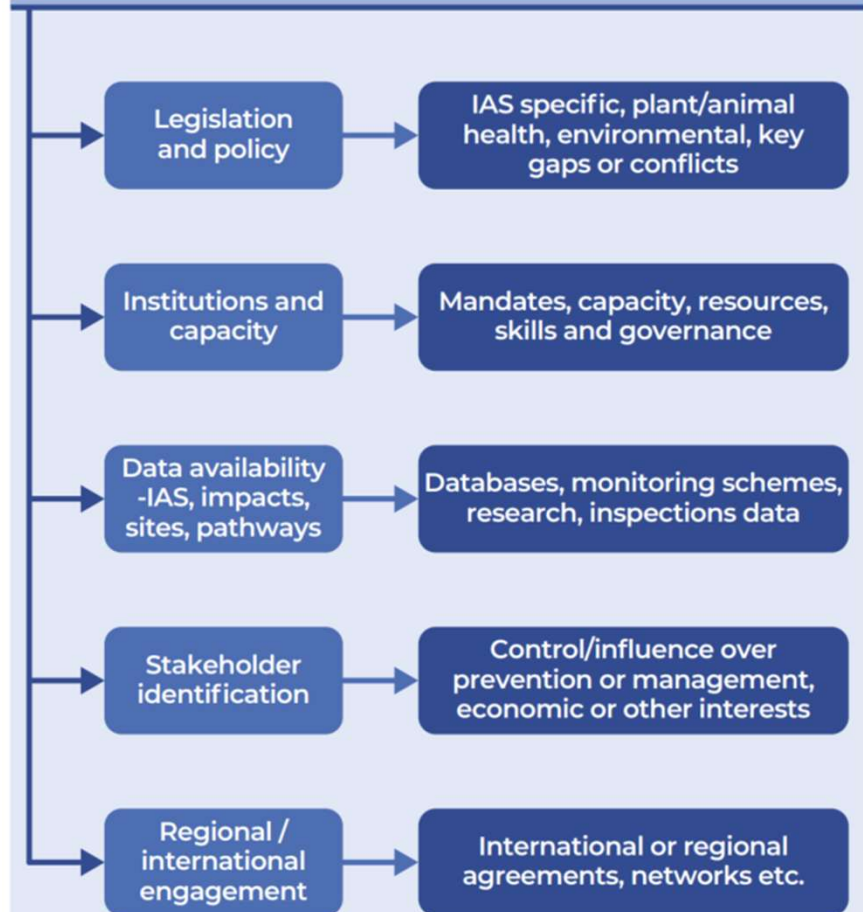 Legislation
and policy
IAS specific, plant/animal
health, environmental, key
gaps or conflicts
Institutions and
capacity
Mandates, capacity, resources,
skills and governance
Data availability
-IAS, impacts,
sites, pathways
Databases, monitoring schemes,
research, inspections data
Stakeholder
identification
Control/influence over
prevention or management,
economic or other interests
Regional /
international
engagement
International or regional
agreements, networks etc.